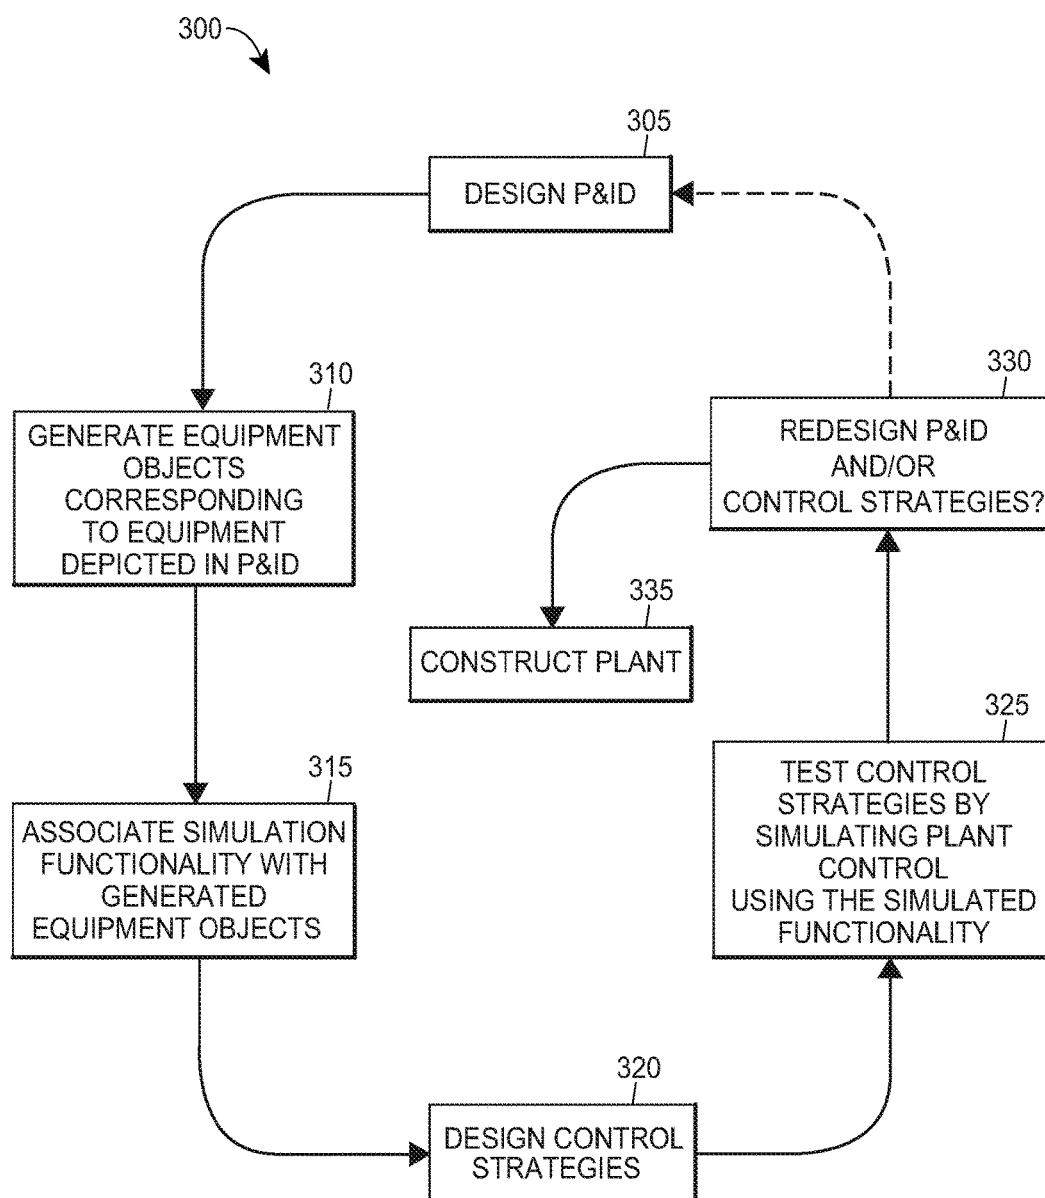 300
305
DESIGN P&ID
310
GENERATE EQUIPMENT
OBJECTS
CORRESPONDING
TO EQUIPMENT
DEPICTED IN P&ID
330
REDESIGN P&ID
AND/OR
CONTROL STRATEGIES?
335
CONSTRUCT PLANT
315
ASSOCIATE SIMULATION
FUNCTIONALITY WITH
GENERATED
EQUIPMENT OBJECTS
325
TEST CONTROL
STRATEGIES BY
SIMULATING PLANT
CONTROL
USING THE SIMULATED
FUNCTIONALITY
320
DESIGN CONTROL
STRATEGIES